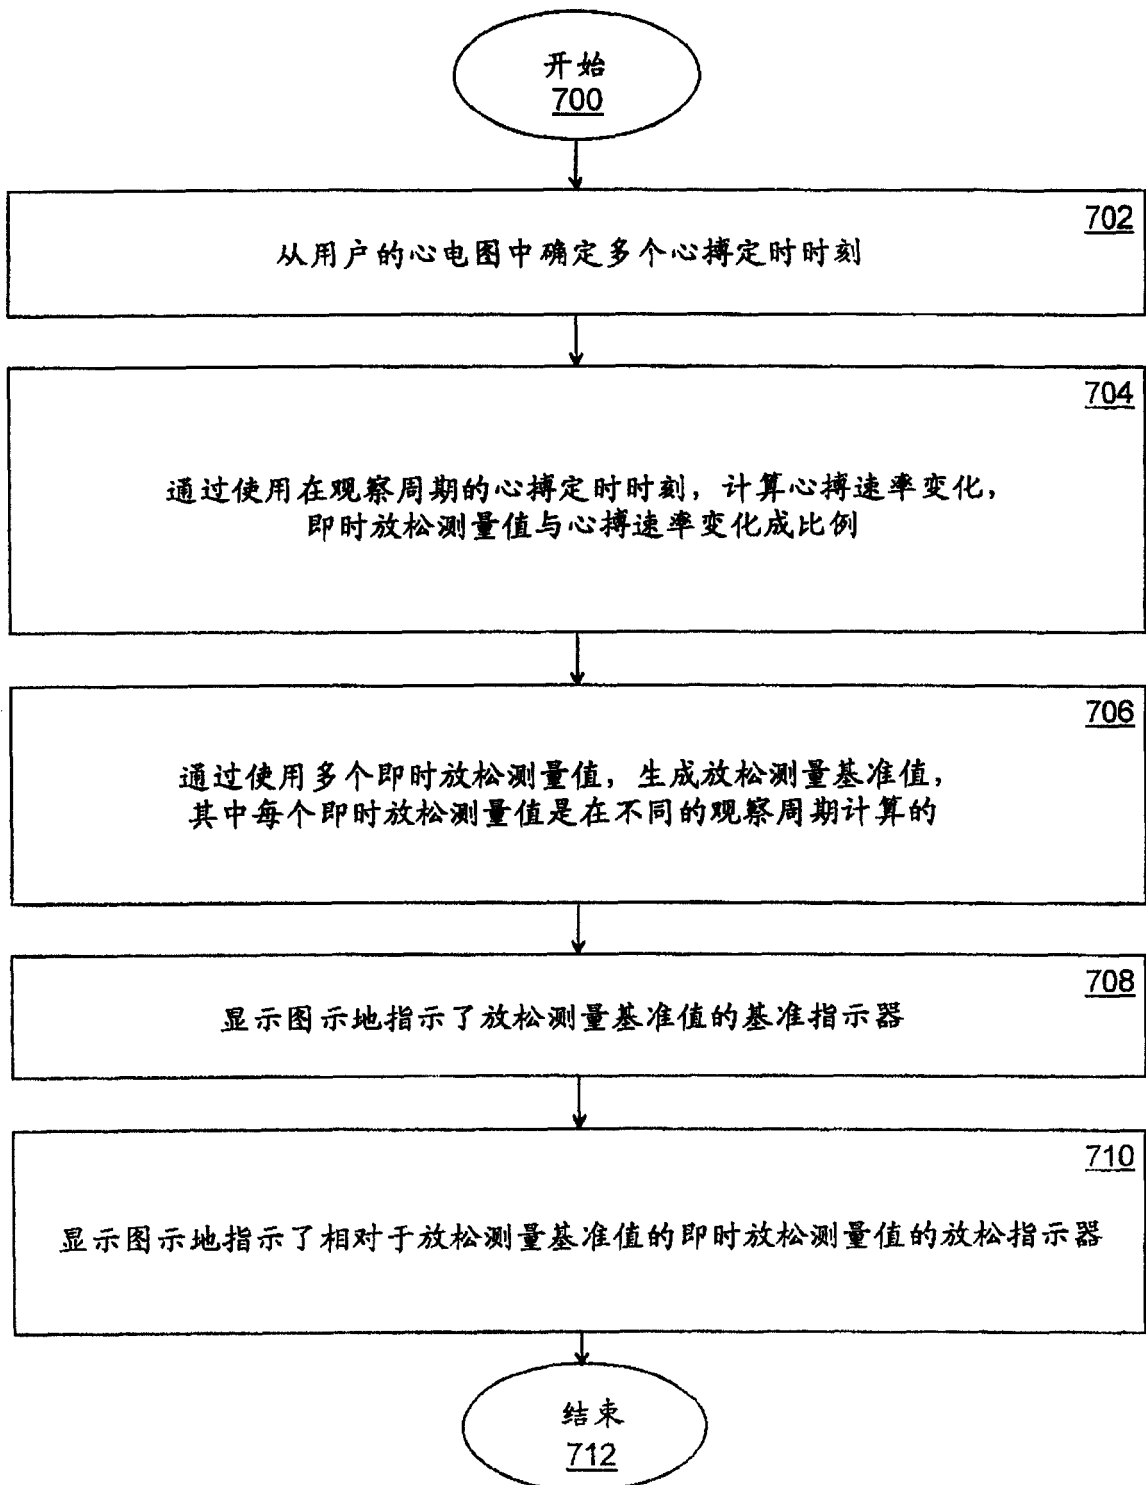 开始
700
702
从用户的心电图中确定多个心搏定时时刻
704
通过使用在观察周期的心搏定时时刻，计算心搏速率变化，
即时放松测量值与心搏速率变化成比例
706
通过使用多个即时放松测量值，生成放松测量基准值，
其中每个即时放松测量值是在不同的观察周期计算的
708
显示图示地指示了放松测量基准值的基准指示器
710
显示图示地指示了相对于放松测量基准值的即时放松测量值的放松指示器
结束
712